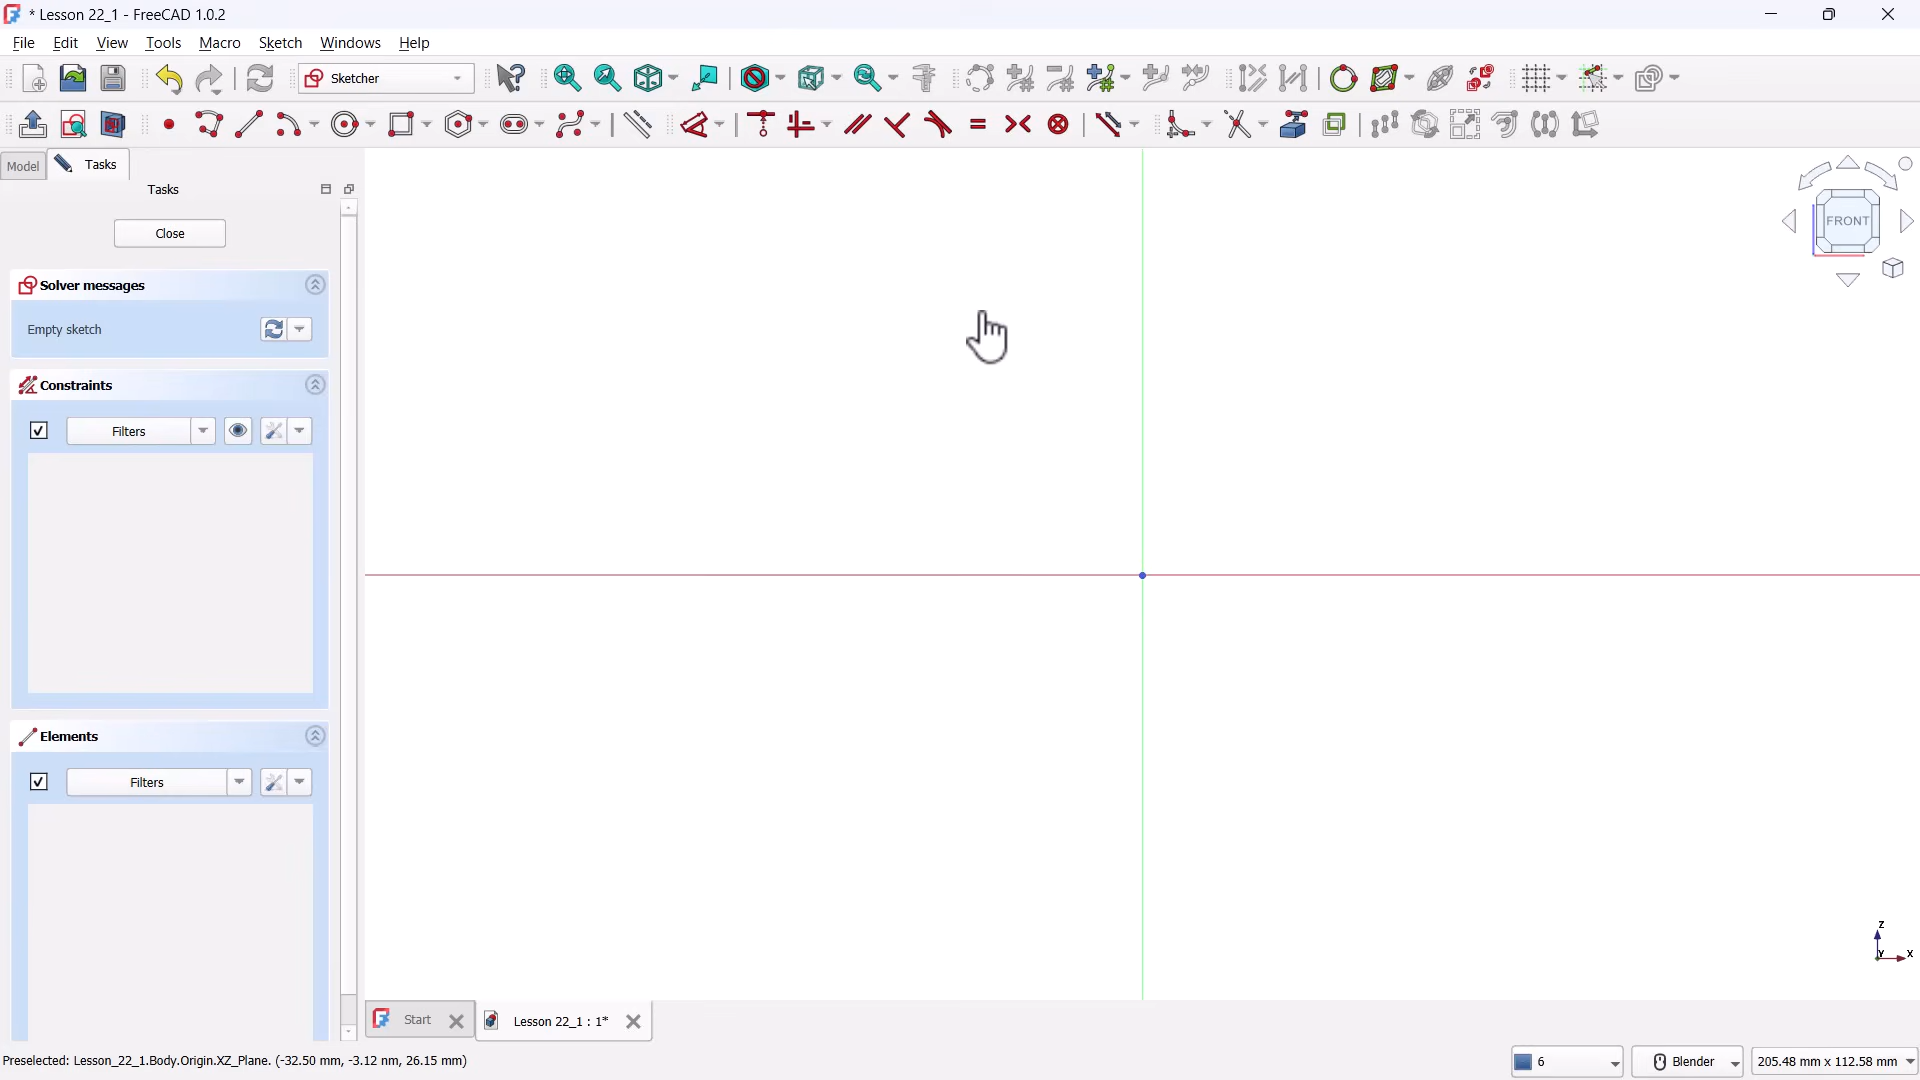 * Lesson 22_1 - FreeCAD 1.0.2
File Edit View Tools Macro Sketch Windows Help
Sketcher
Model Tasks
Tasks
Close
Solver messages
Empty sketch
Constraints
Filters
Elements
Filters
FRONT
Z
Y X
Start Lesson 22_1 : 1*
Preselected: Lesson_22_1.Body.Origin.XZ_Plane. (-32.50 mm, -3.12 nm, 26.15 mm)
6 Blender 205.48 mm x 112.58 mm